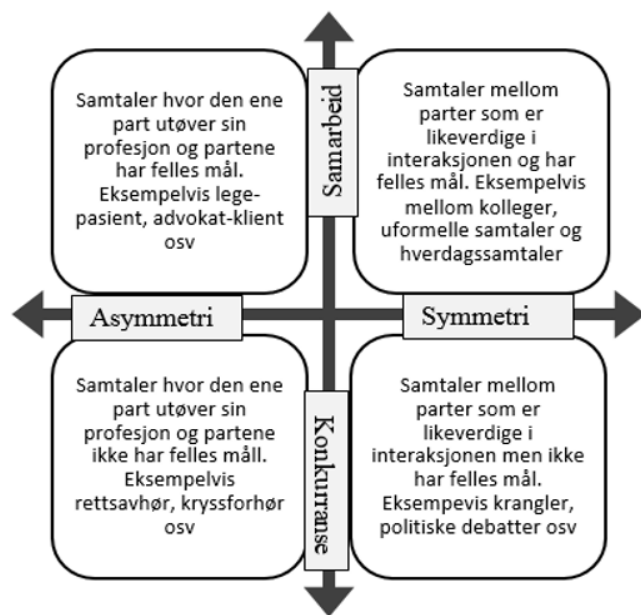 Samtaler hvor den ene
part utøver sin
profesjon og partene
har felles mål.
Eksempelvis lege-
pasient, advokat-klient
osv
Samarbeid
Samtaler mellom
parter som er
likeverdige i
interaksjonen og har
felles mål. Eksempelvis
mellom kolleger,
uformelle samtaler og
hverdagssamtaler
Asymmetri
Symmetri
Samtaler hvor den ene
part utøver sin
profesjon og partene
ikke har felles måll.
Eksempelvis
rettsavhør, kryssforhør
osv
Konkurranse
Samtaler mellom
parter som er
likeverdige i
interaksjonen men ikke
har felles mål.
Eksempevis krangler,
politiske debatter osv